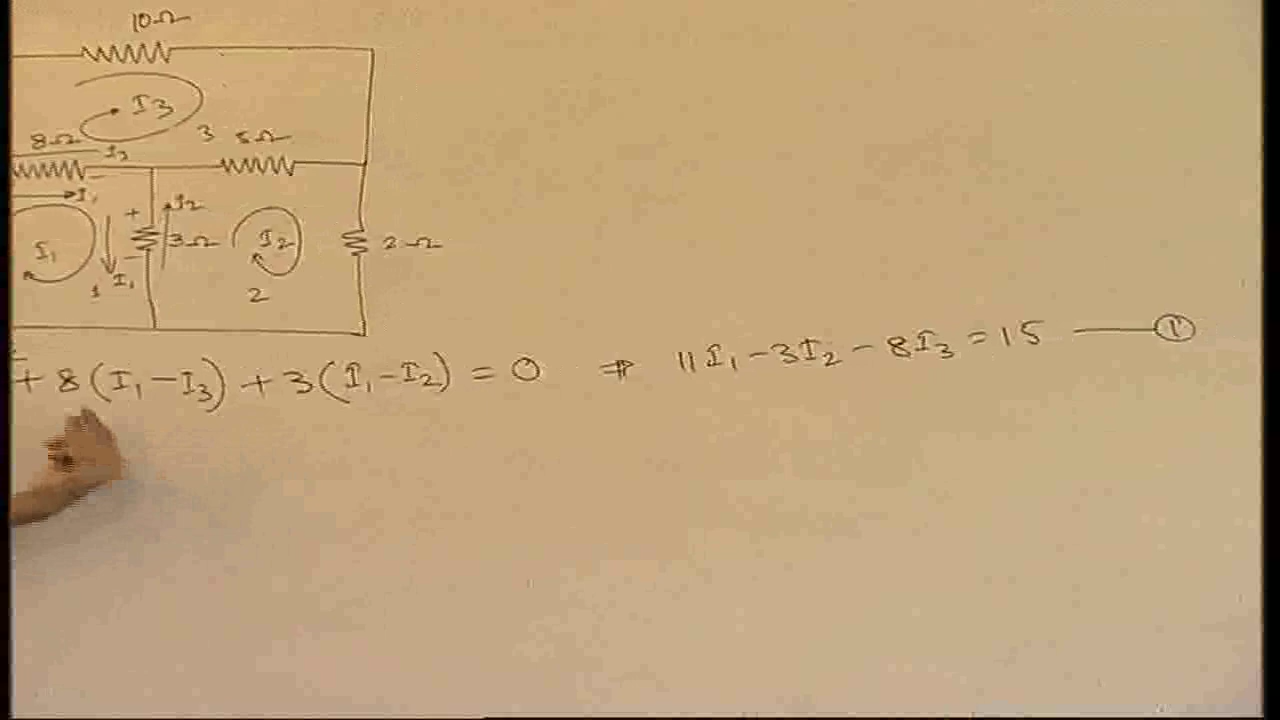 10Ω
I3
8Ω
3
5Ω
I3
I1
I2
+
3Ω
I2
2Ω
I1
I1
1
2
+ 8(I1 - I3) + 3(I1 - I2) = 0 ⇒ 11I1 - 3I2 - 8I3 = 15 —— ①